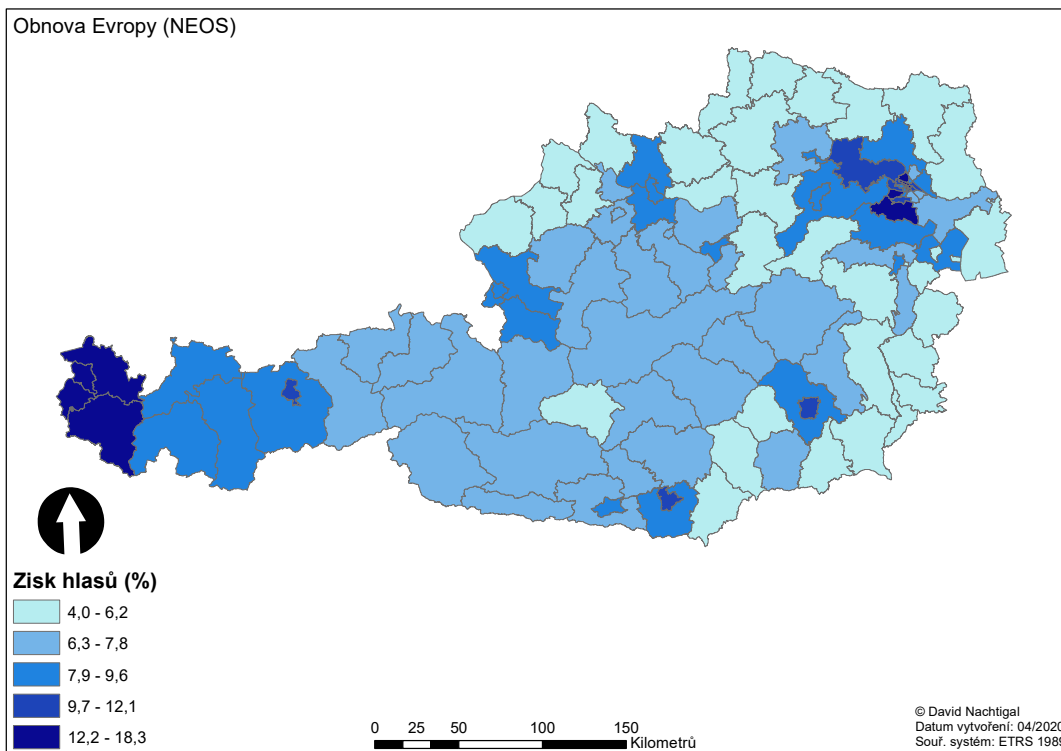 Obnova Evropy (NEOS)
Zisk hlasů (%)
4,0 - 6,2
6,3 - 7,8
7,9 - 9,6
9,7 - 12,1
12,2 - 18,3
0 25 50 100 150
Kilometrů
© David Nachtigal
Datum vytvoření: 04/2020
Souř. systém: ETRS 1989